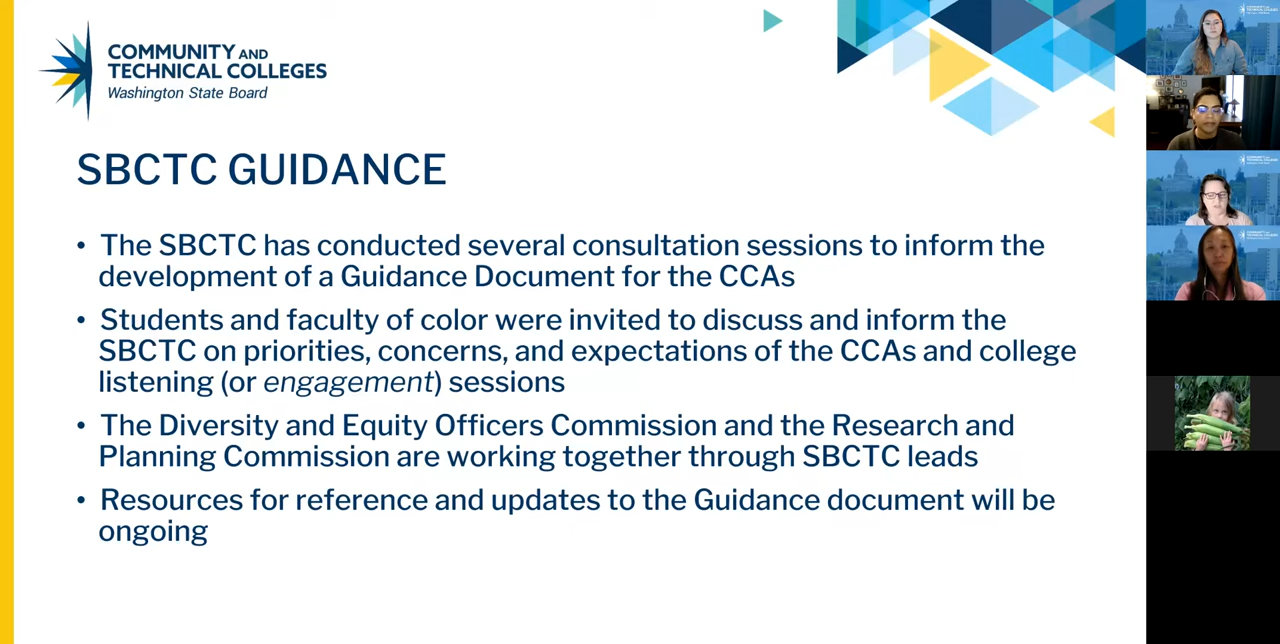 COMMUNITY AND
TECHNICAL COLLEGES
Washington State Board
SBCTC GUIDANCE
• The SBCTC has conducted several consultation sessions to inform the
development of a Guidance Document for the CCAs
• Students and faculty of color were invited to discuss and inform the
SBCTC on priorities, concerns, and expectations of the CCAs and college
listening (or engagement) sessions
• The Diversity and Equity Officers Commission and the Research and
Planning Commission are working together through SBCTC leads
• Resources for reference and updates to the Guidance document will be
ongoing